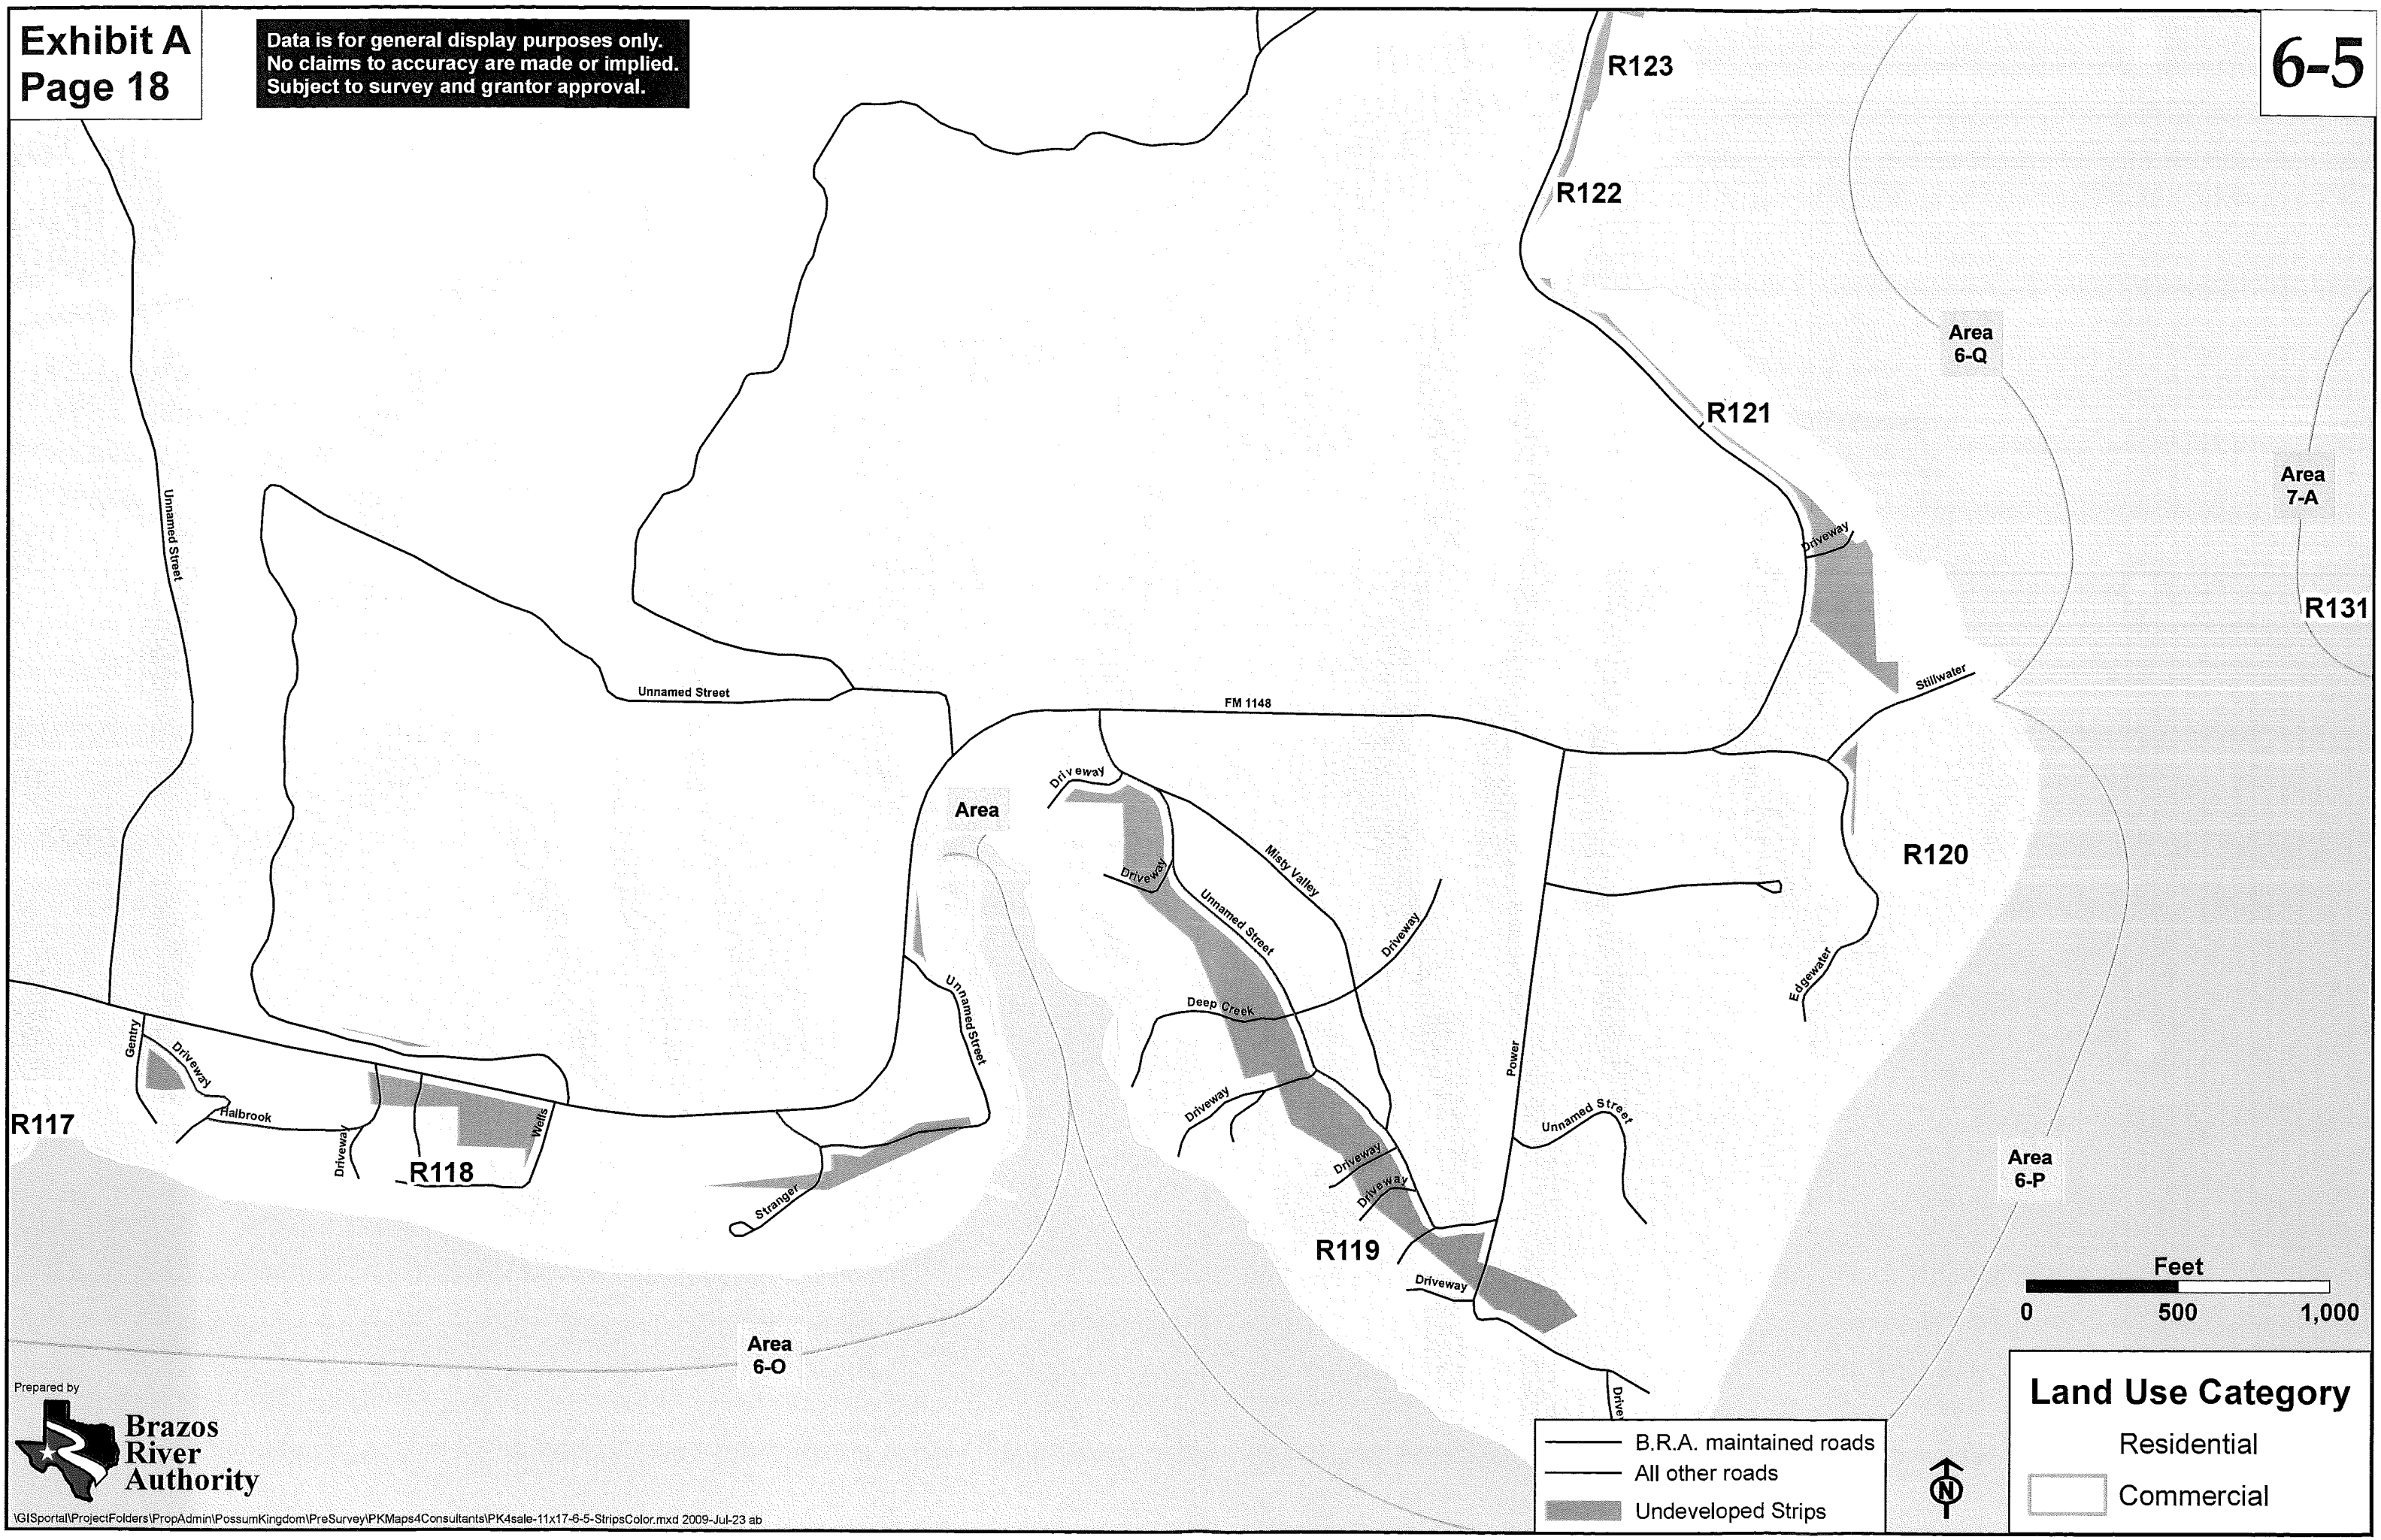 Exhibit A
Page 18
Data is for general display purposes only.
No claims to accuracy are made or implied.
Subject to survey and grantor approval.
6-5
R123
R122
Area
6-Q
R121
Area
7-A
Driveway
R131
Unnamed Street
Stillwater
Unnamed Street
FM 1148
Driveway
Area
Misty Valley
R120
Driveway
Unnamed Street
Driveway
Edgewater
Unnamed Street
Deep Creek
Gentry
Driveway
Power
Halbrook
Wells
Driveway
Unnamed Street
R117
Driveway
R118
Driveway
Driveway
Stranger
Area
6-P
R119
Driveway
Feet
0 500 1,000
Area
6-O
Drive
Prepared by
Brazos
River
Authority
B.R.A. maintained roads
All other roads
Undeveloped Strips
N
Land Use Category
Residential
Commercial
\GISportal\ProjectFolders\PropAdmin\PossumKingdom\PreSurvey\PKMaps4Consultants\PK4sale-11x17-6-5-StripsColor.mxd 2009-Jul-23 ab